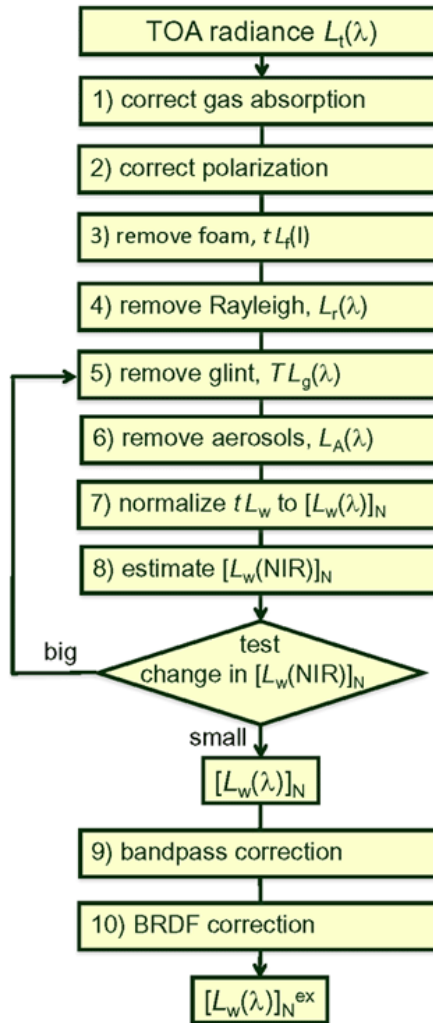 TOA radiance Lt(λ)
1) correct gas absorption
2) correct polarization
3) remove foam, t Lf(l)
4) remove Rayleigh, Lr(λ)
5) remove glint, T Lg(λ)
6) remove aerosols, LA(λ)
7) normalize t Lw to [Lw(λ)]N
8) estimate [Lw(NIR)]N
test
big
change in [Lw(NIR)]N
small
[Lw(λ)]N
9) bandpass correction
10) BRDF correction
[Lw(λ)]N ex